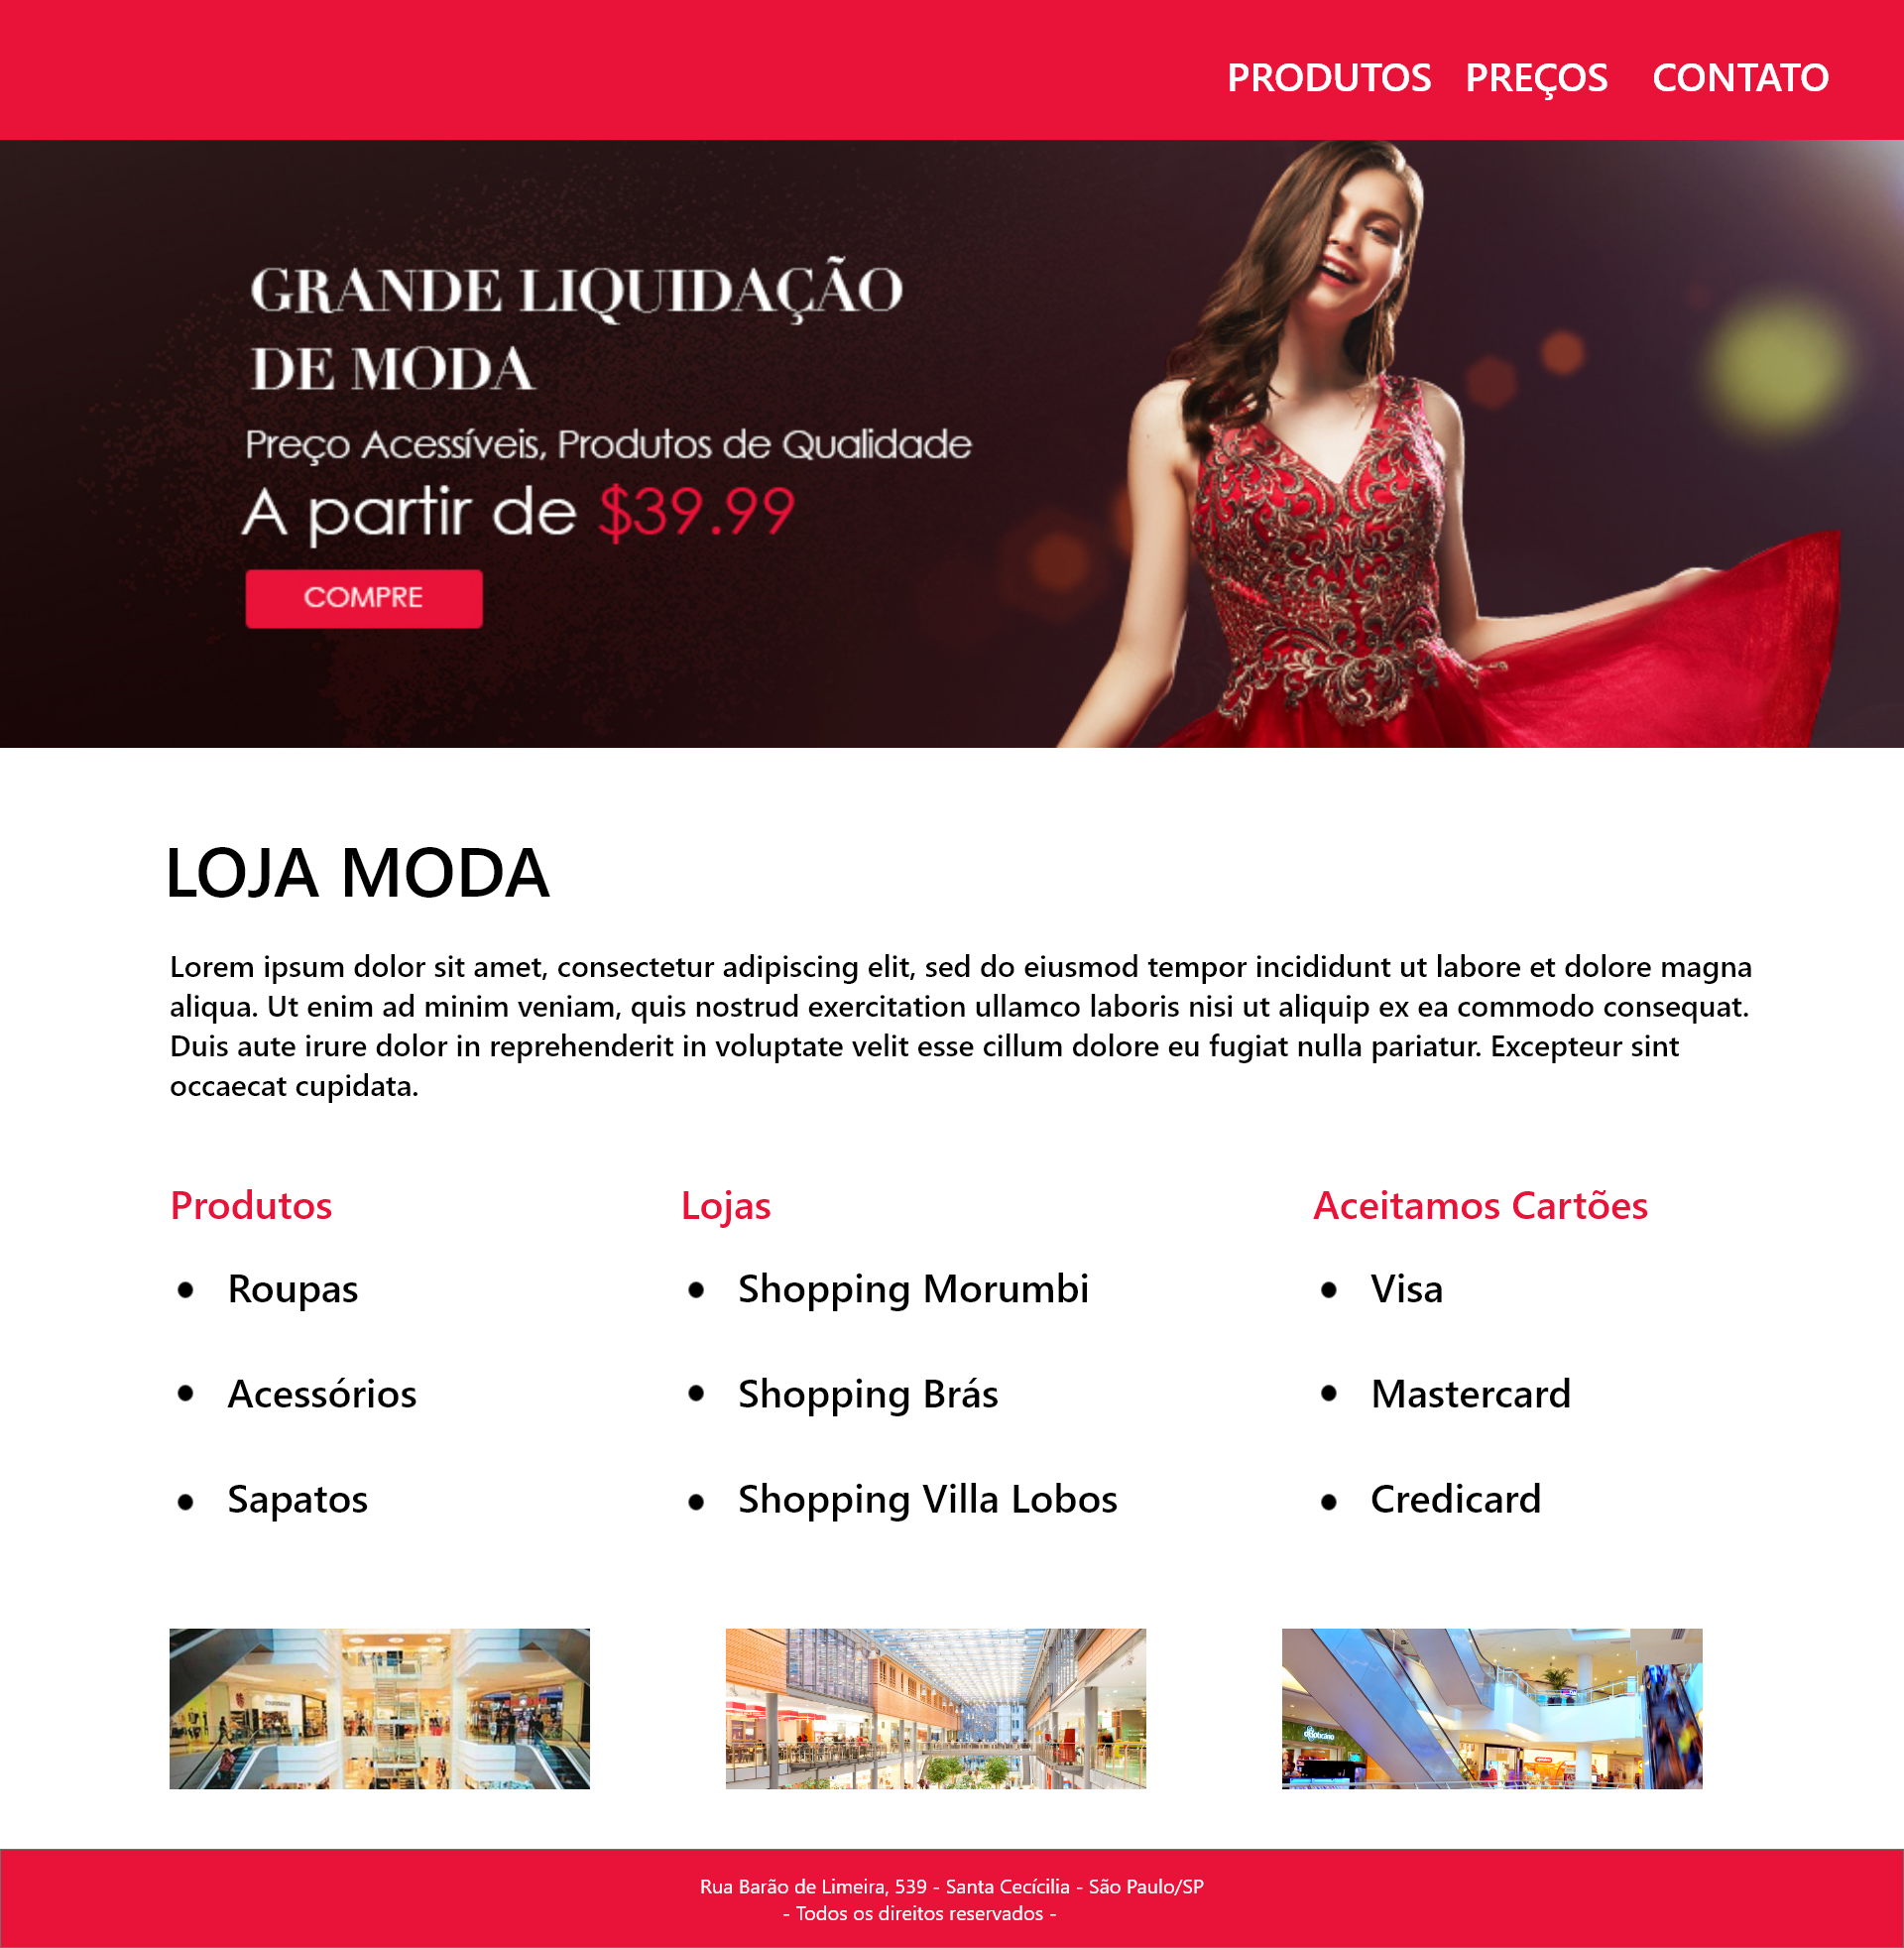 PRODUTOS PREÇOS CONTATO
GRANDE LIQUIDAÇÃO
DE MODA
Preço Acessíveis, Produtos de Qualidade
A partir de $39.99
COMPRE
LOJA MODA
Lorem ipsum dolor sit amet, consectetur adipiscing elit, sed do eiusmod tempor incididunt ut labore et dolore magna
aliqua. Ut enim ad minim veniam, quis nostrud exercitation ullamco laboris nisi ut aliquip ex ea commodo consequat.
Duis aute irure dolor in reprehenderit in voluptate velit esse cillum dolore eu fugiat nulla pariatur. Excepteur sint
occaecat cupidata.
Produtos
● Roupas
● Acessórios
● Sapatos
Lojas
● Shopping Morumbi
● Shopping Brás
● Shopping Villa Lobos
Aceitamos Cartões
● Visa
● Mastercard
● Credicard
Rua Barão de Limeira, 539 - Santa Cecícilia - São Paulo/SP
- Todos os direitos reservados -